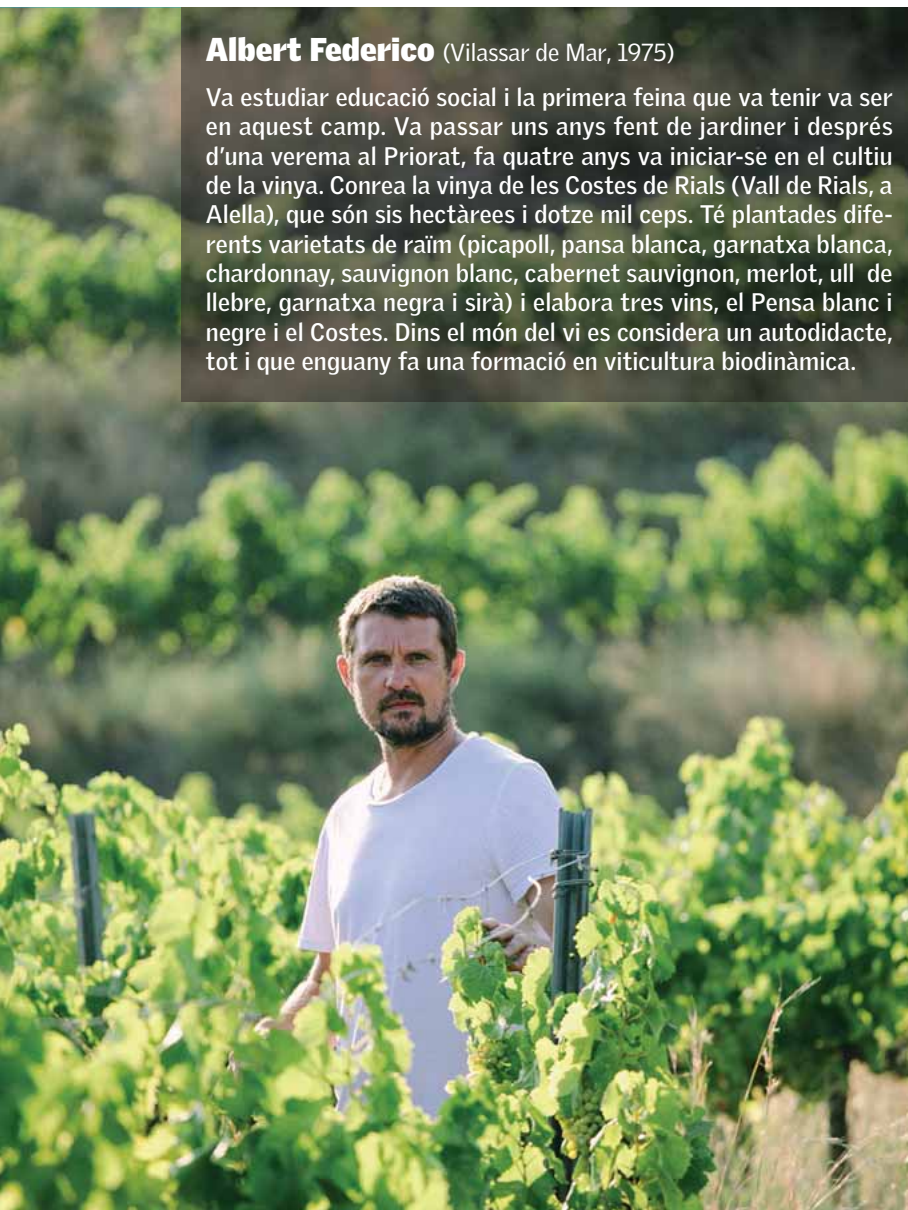 Albert Federico (Vilassar de Mar, 1975)
Va estudiar educació social i la primera feina que va tenir va ser
en aquest camp. Va passar uns anys fent de jardiner i després
d'una verema al Priorat, fa quatre anys va iniciar-se en el cultiu
de la vinya. Conrea la vinya de les Costes de Rials (Vall de Rials, a
Alella), que són sis hectàrees i dotze mil ceps. Té plantades dife-
rents varietats de raïm (picapoll, pansa blanca, garnatxa blanca,
chardonnay, sauvignon blanc, cabernet sauvignon, merlot, ull de
llebre, garnatxa negra i sirà) i elabora tres vins, el Pensa blanc i
negre i el Costes. Dins el món del vi es considera un autodidacte,
tot i que enguany fa una formació en viticultura biodinàmica.